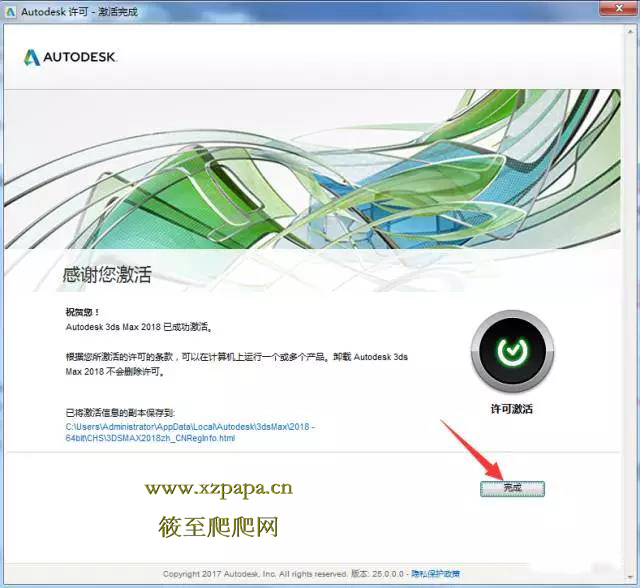 Autodesk 许可 - 激活完成
AUTODESK.
感谢您激活
祝贺您！
Autodesk 3ds Max 2018 已成功激活。
根据您所激活的许可的条款，可以在计算机上运行一个或多个产品。卸载 Autodesk 3ds
Max 2018 不会删除许可。
许可激活
已将激活信息的副本保存到:
C:\Users\Administrator\AppData\Local\Autodesk\3dsMax\2018 -
64bit\CHS\3DSMAX2018zh_CNRegInfo.html
完成
www.xzpapa.cn
筱至爬爬网
Copyright 2017 Autodesk, Inc. All rights reserved. 版本: 25.0.0.0 - 隐私保护政策